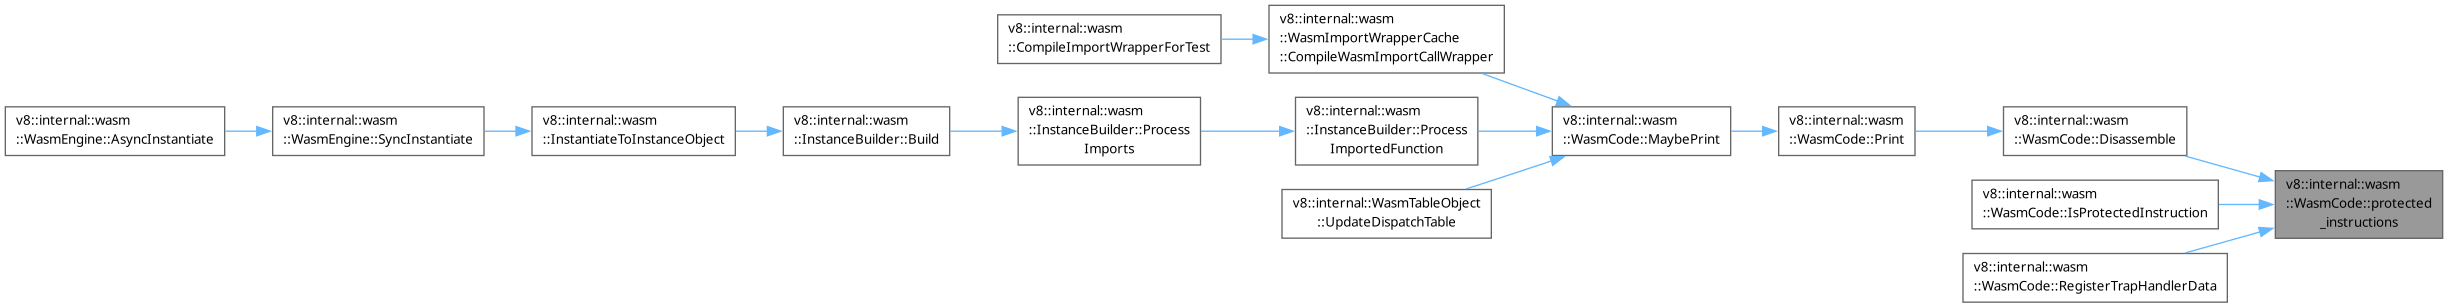 v8::internal::wasm
::WasmEngine::AsyncInstantiate
v8::internal::wasm
::WasmEngine::SyncInstantiate
v8::internal::wasm
::InstantiateToInstanceObject
v8::internal::wasm
::InstanceBuilder::Build
v8::internal::wasm
::CompileImportWrapperForTest
v8::internal::wasm
::InstanceBuilder::Process
Imports
v8::internal::wasm
::WasmImportWrapperCache
::CompileWasmImportCallWrapper
v8::internal::wasm
::InstanceBuilder::Process
ImportedFunction
v8::internal::WasmTableObject
::UpdateDispatchTable
v8::internal::wasm
::WasmCode::MaybePrint
v8::internal::wasm
::WasmCode::Print
v8::internal::wasm
::WasmCode::Disassemble
v8::internal::wasm
::WasmCode::IsProtectedInstruction
v8::internal::wasm
::WasmCode::RegisterTrapHandlerData
v8::internal::wasm
::WasmCode::protected
_instructions